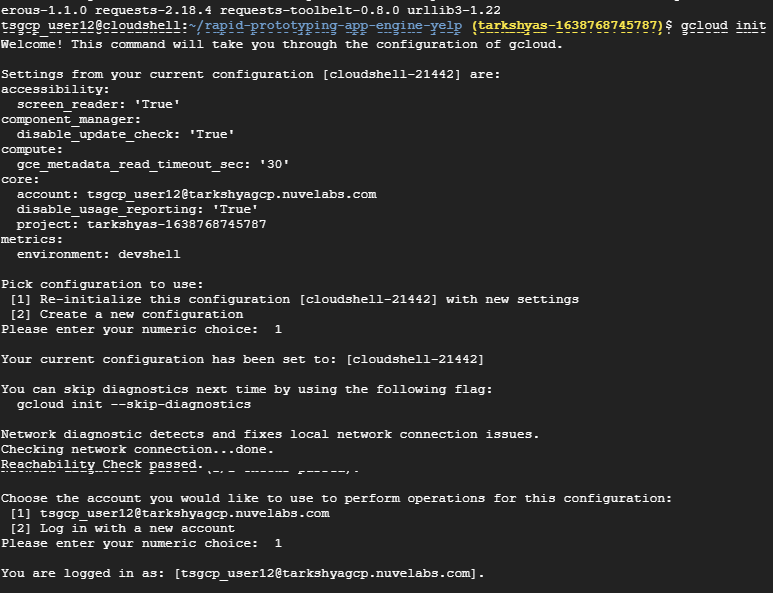 erous-1.1.0 requests-2.18.4 requests-toolbelt-0.8.0 urllib3-1.22
tsgcp_user12@cloudshell:~/rapid-prototyping-app-engine-yelp (tarkshyas-1638768745787)$ gcloud init
Welcome! This command will take you through the configuration of gcloud.

Settings from your current configuration [cloudshell-21442] are:
accessibility:
  screen_reader: 'True'
component_manager:
  disable_update_check: 'True'
compute:
  gce_metadata_read_timeout_sec: '30'
core:
  account: tsgcp_user12@tarkshyagcp.nuvelabs.com
  disable_usage_reporting: 'True'
  project: tarkshyas-1638768745787
metrics:
  environment: devshell

Pick configuration to use:
 [1] Re-initialize this configuration [cloudshell-21442] with new settings
 [2] Create a new configuration
Please enter your numeric choice:  1

Your current configuration has been set to: [cloudshell-21442]

You can skip diagnostics next time by using the following flag:
  gcloud init --skip-diagnostics

Network diagnostic detects and fixes local network connection issues.
Checking network connection...done.
Reachability Check passed.

Choose the account you would like to use to perform operations for this configuration:
 [1] tsgcp_user12@tarkshyagcp.nuvelabs.com
 [2] Log in with a new account
Please enter your numeric choice:  1

You are logged in as: [tsgcp_user12@tarkshyagcp.nuvelabs.com].